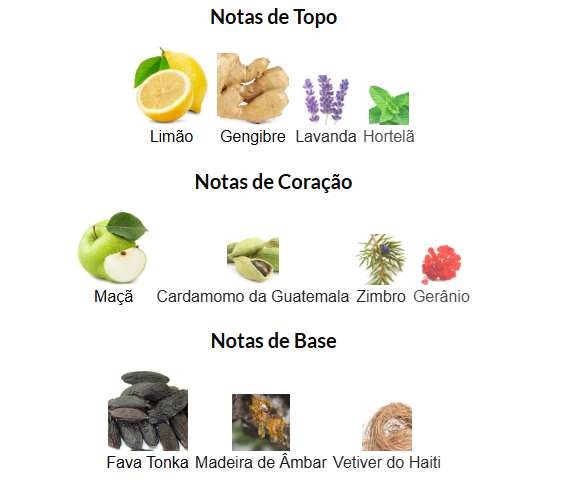 Notas de Topo
Limão Gengibre Lavanda Hortelã
Notas de Coração
Maçã Cardamomo da Guatemala Zimbro Gerânio
Notas de Base
Fava Tonka Madeira de Âmbar Vetiver do Haiti